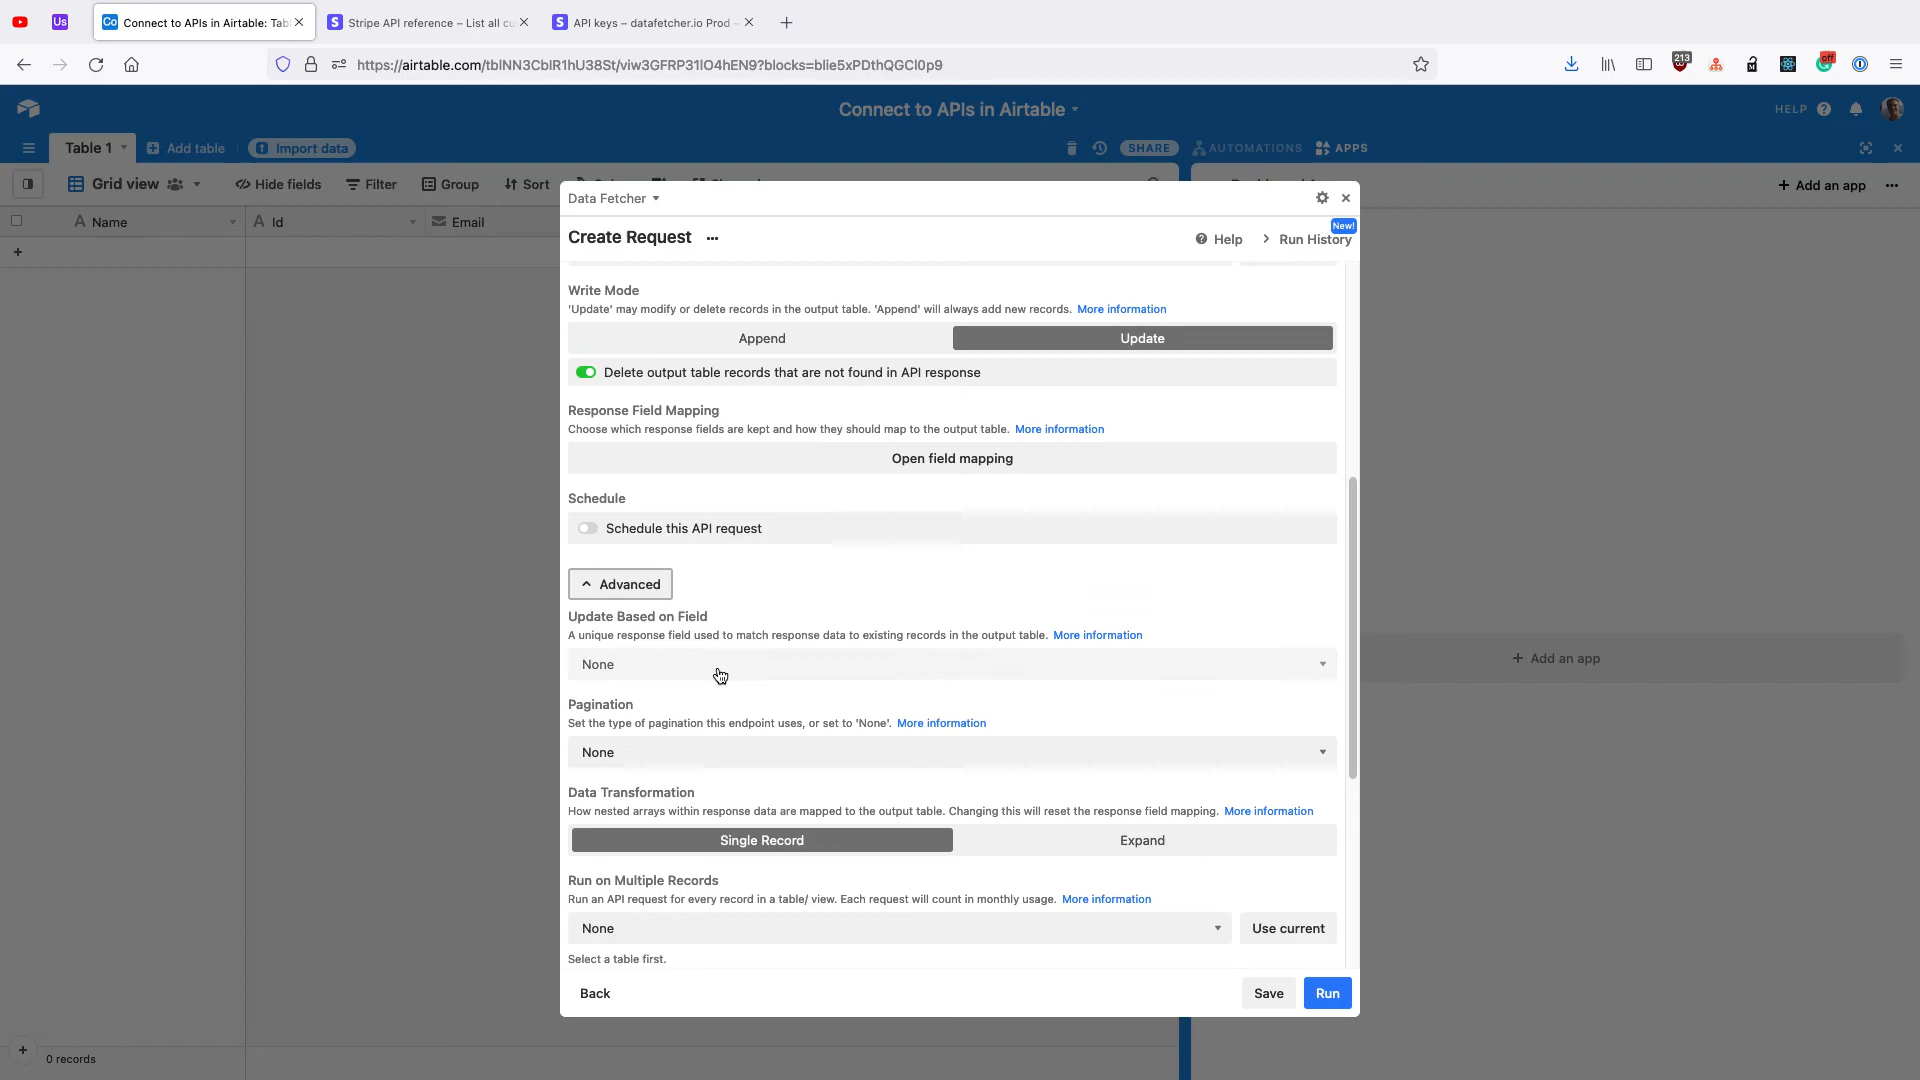 Us
Co
Connect to APIs in Airtable: Tab
Stripe API reference – List all cu
API keys – datafetcher.io Prod –
https://airtable.com/tblNN3CblR1hU38St/viw3GFRP31lO4hEN9?blocks=blie5xPDthQGCl0p9
213
off
Connect to APIs in Airtable
HELP
Table 1
Add table
Import data
SHARE
AUTOMATIONS
APPS
Grid view
Hide fields
Filter
Group
Sort
Add an app
Name
Id
Email
Data Fetcher
Create Request
New!
Help
Run History
Write Mode
'Update' may modify or delete records in the output table. 'Append' will always add new records. More information
Append
Update
Delete output table records that are not found in API response
Response Field Mapping
Choose which response fields are kept and how they should map to the output table. More information
Open field mapping
Schedule
Schedule this API request
Advanced
Update Based on Field
A unique response field used to match response data to existing records in the output table. More information
None
Add an app
Pagination
Set the type of pagination this endpoint uses, or set to 'None'. More information
None
Data Transformation
How nested arrays within response data are mapped to the output table. Changing this will reset the response field mapping. More information
Single Record
Expand
Run on Multiple Records
Run an API request for every record in a table/ view. Each request will count in monthly usage. More information
None
Use current
Select a table first.
Back
Save
Run
0 records